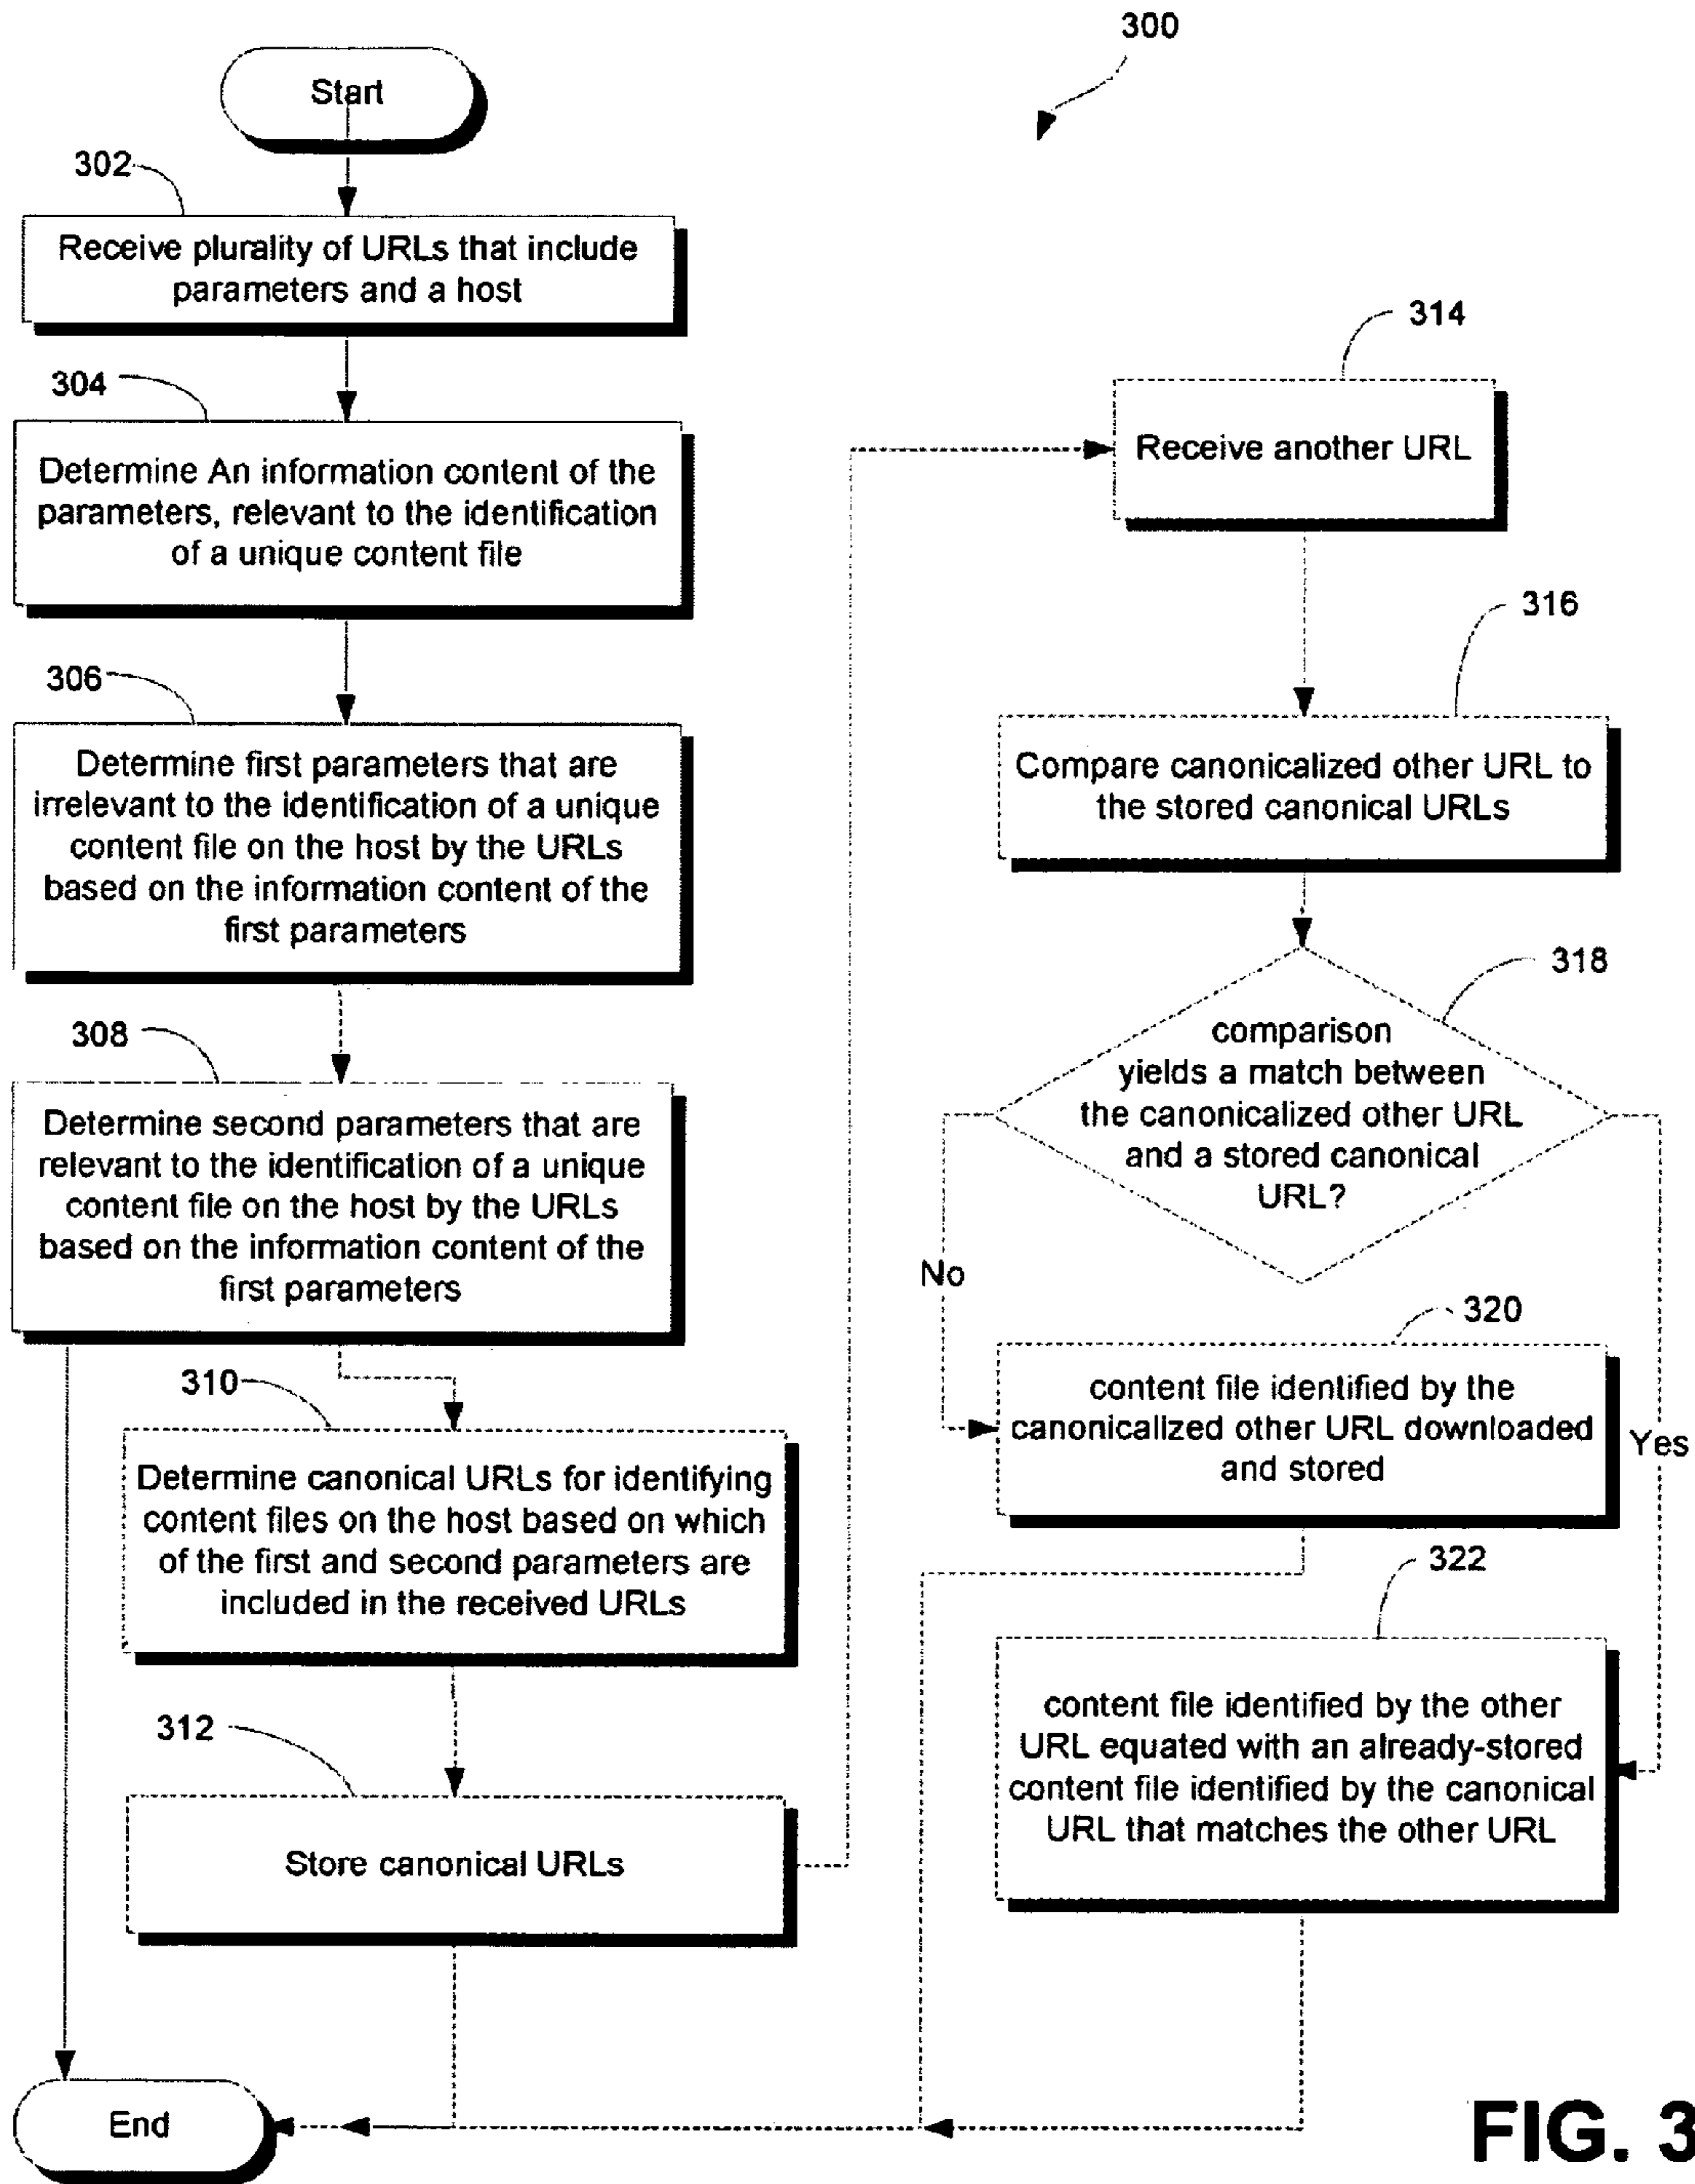 300
Start
302
Receive plurality of URLs that include
parameters and a host
304
Determine An information content of the
parameters, relevant to the identification
of a unique content file
306
Determine first parameters that are
irrelevant to the identification of a unique
content file on the host by the URLs
based on the information content of the
first parameters
308
Determine second parameters that are
relevant to the identification of a unique
content file on the host by the URLs
based on the information content of the
first parameters
310
Determine canonical URLs for identifying
content files on the host based on which
of the first and second parameters are
included in the received URLs
312
Store canonical URLs
End
314
Receive another URL
316
Compare canonicalized other URL to
the stored canonical URLs
318
comparison
yields a match between
the canonicalized other URL
and a stored canonical
URL?
No
Yes
320
content file identified by the
canonicalized other URL downloaded
and stored
322
content file identified by the other
URL equated with an already-stored
content file identified by the canonical
URL that matches the other URL
FIG. 3